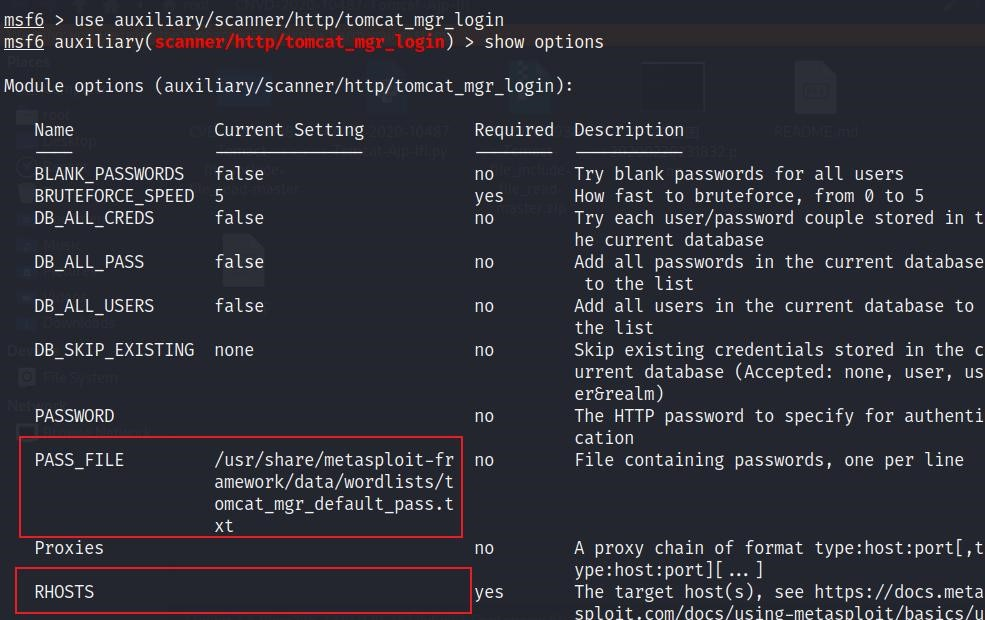 msf6 > use auxiliary/scanner/http/tomcat_mgr_login
msf6 auxiliary(scanner/http/tomcat_mgr_login) > show options
Module options (auxiliary/scanner/http/tomcat_mgr_login):
Name Current Setting Required Description
BLANK_PASSWORDS false no Try blank passwords for all users
BRUTEFORCE_SPEED 5 yes How fast to bruteforce, from 0 to 5
DB_ALL_CREDS false no Try each user/password couple stored in t
he current database
DB_ALL_PASS false no Add all passwords in the current database
to the list
DB_ALL_USERS false no Add all users in the current database to
the list
DB_SKIP_EXISTING none no Skip existing credentials stored in the c
urrent database (Accepted: none, user, us
er&realm)
PASSWORD no The HTTP password to specify for authenti
cation
PASS_FILE /usr/share/metasploit-fr no File containing passwords, one per line
amework/data/wordlists/t
omcat_mgr_default_pass.t
xt
Proxies no A proxy chain of format type:host:port[,t
ype:host:port][...]
RHOSTS yes The target host(s), see https://docs.meta
sploit.com/docs/using-metasploit/basics/u